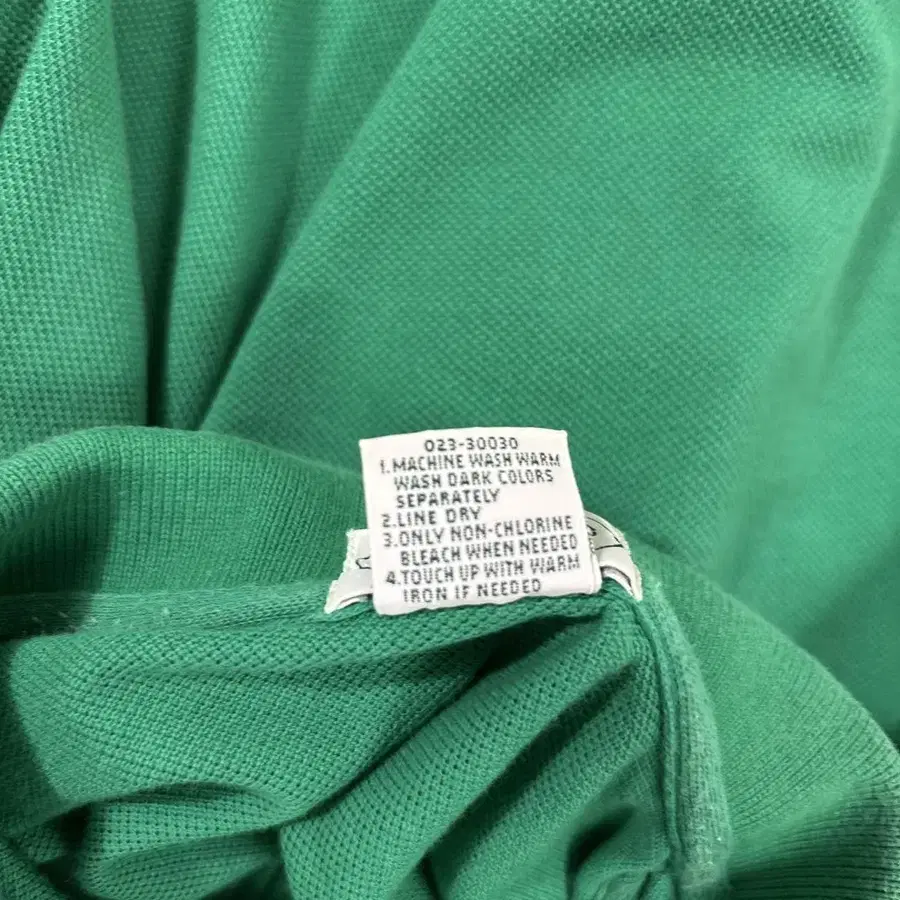 023-30030
1. MACHINE WASH WARM
WASH DARK COLORS
SEPARATELY
2. LINE DRY
3. ONLY NON-CHLORINE
BLEACH WHEN NEEDED
4. TOUCH UP WITH WARM
IRON IF NEEDED